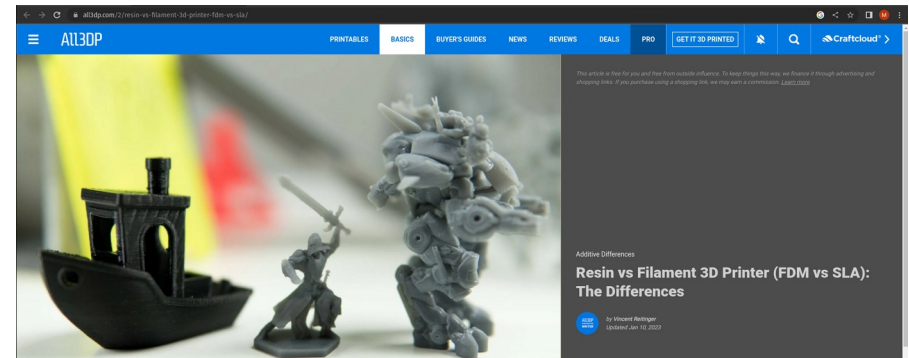 all3dp.com/2/resin-vs-filament-3d-printer-fdm-vs-sla/
M
ALL3DP
PRINTABLES
BASICS
BUYER'S GUIDES
NEWS
REVIEWS
DEALS
PRO
GET IT 3D PRINTED
Craftcloud®
This article is free for you and free from outside influence. To keep things this way, we finance it through advertising and
shopping links. If you purchase using a shopping link, we may earn a commission. Learn more
Additive Differences
Resin vs Filament 3D Printer (FDM vs SLA):
The Differences
ALL3DP
by Vincent Reitinger
Updated Jan 10, 2023